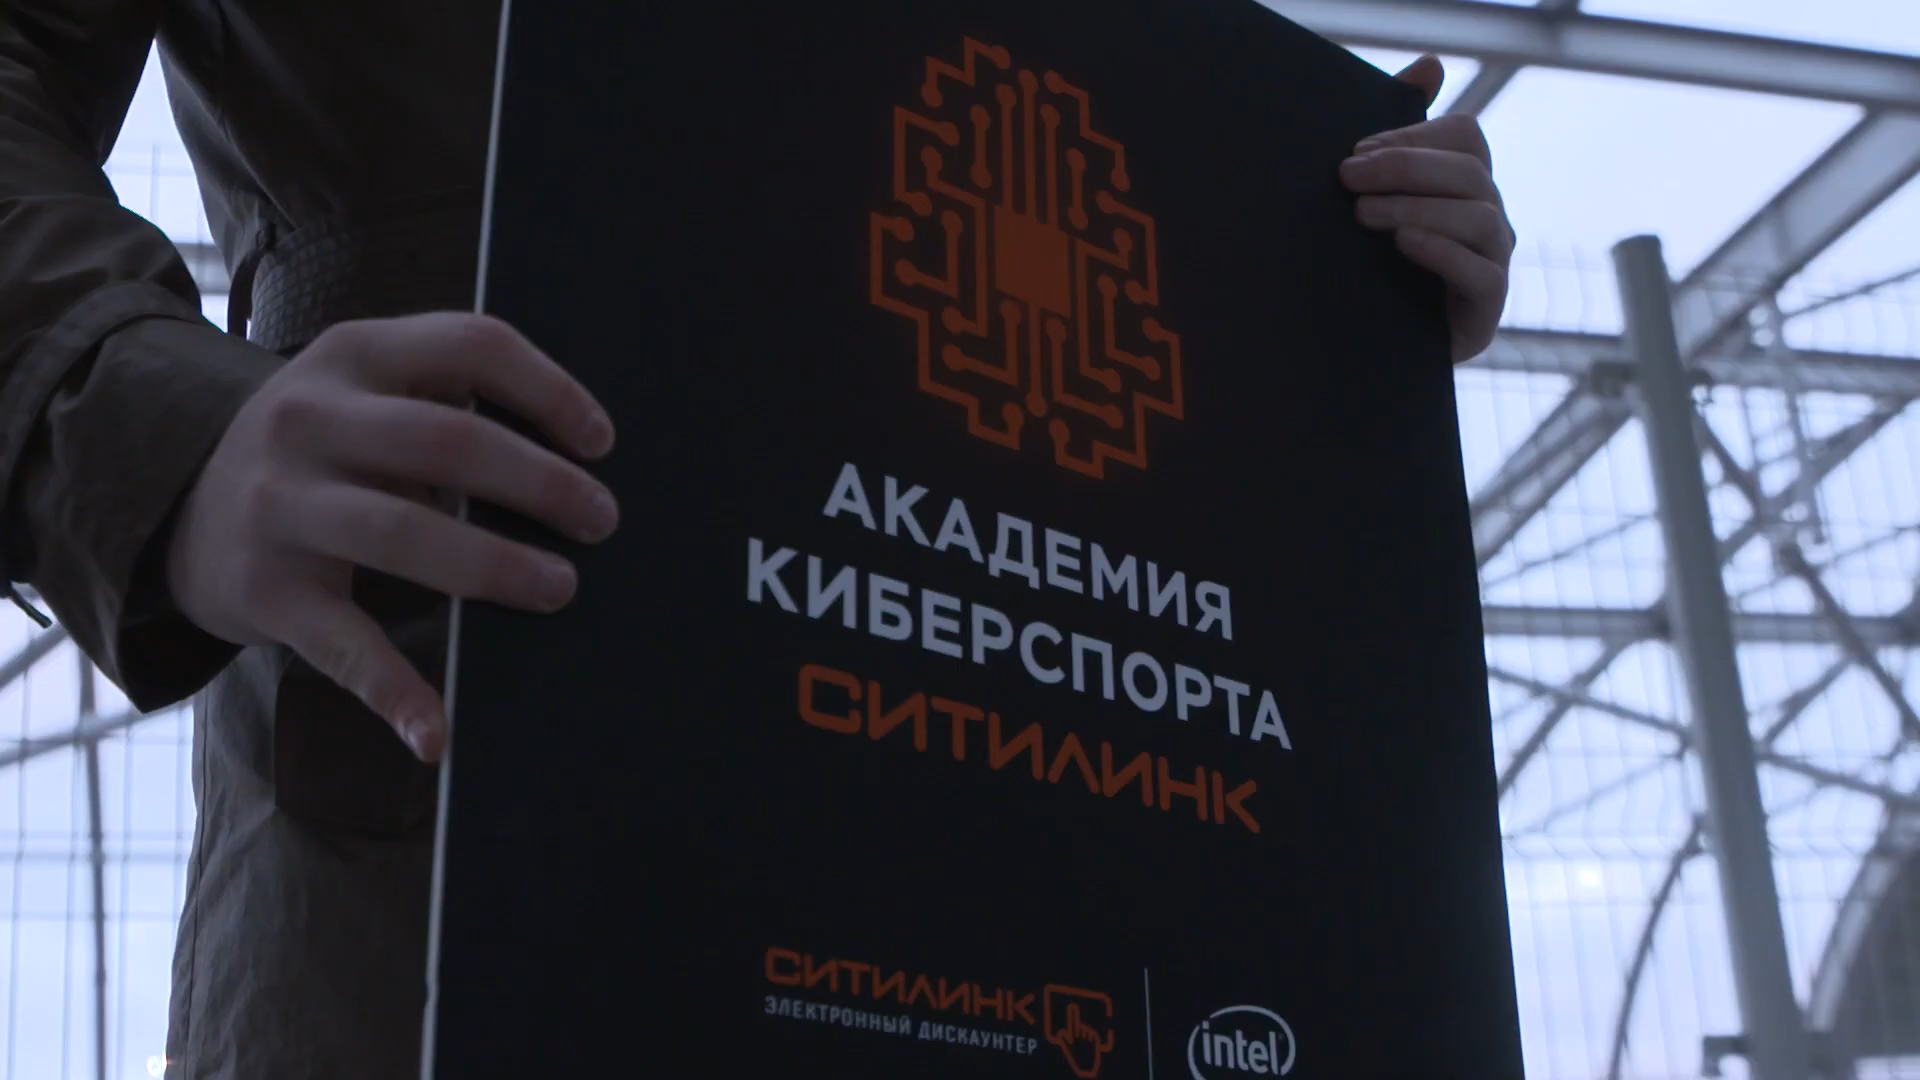 АКАДЕМИЯ
КИБЕРСПОРТА
СИТИЛИНК
СИТИЛИНК
ЭЛЕКТРОННЫЙ ДИСКАУНТЕР
intel